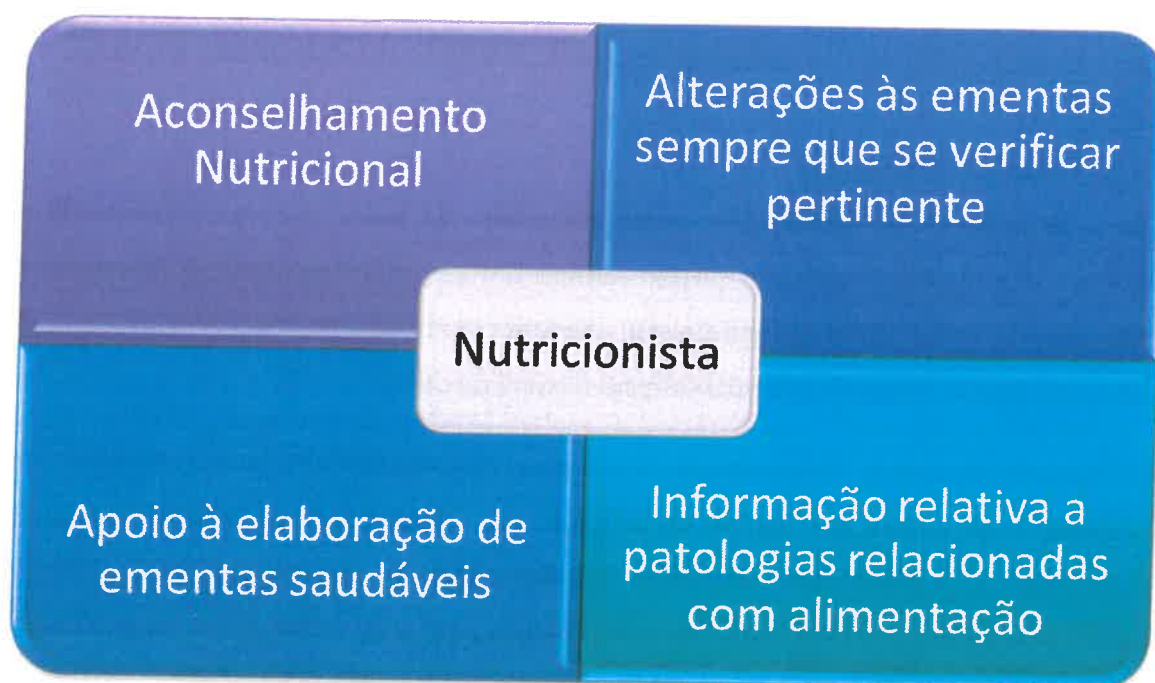 Aconselhamento
Nutricional
Alterações às ementas
sempre que se verificar
pertinente
Nutricionista
Apoio à elaboração de
ementas saudáveis
Informação relativa a
patologias relacionadas
com alimentação